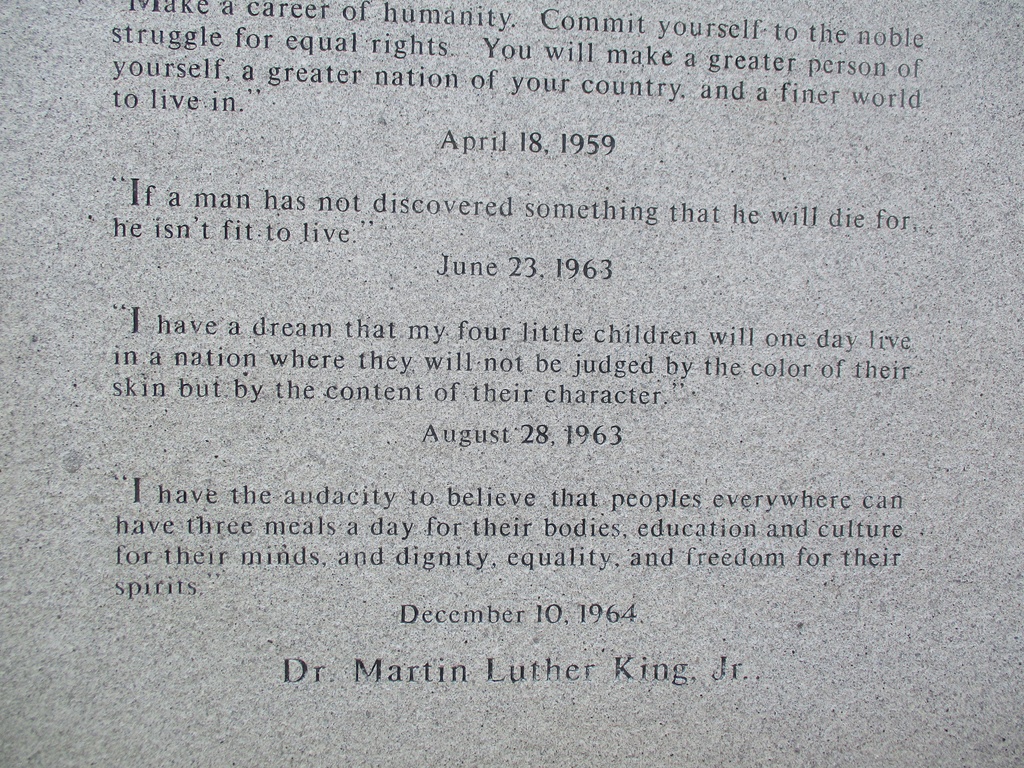 "Make a career of humanity. Commit yourself to the noble
struggle for equal rights. You will make a greater person of
yourself, a greater nation of your country, and a finer world
to live in."
April 18, 1959
"If a man has not discovered something that he will die for,
he isn't fit to live."
June 23, 1963
"I have a dream that my four little children will one day live
in a nation where they will not be judged by the color of their
skin but by the content of their character."
August 28, 1963
"I have the audacity to believe that peoples everywhere can
have three meals a day for their bodies, education and culture
for their minds, and dignity, equality, and freedom for their
spirits."
December 10, 1964
Dr. Martin Luther King, Jr.